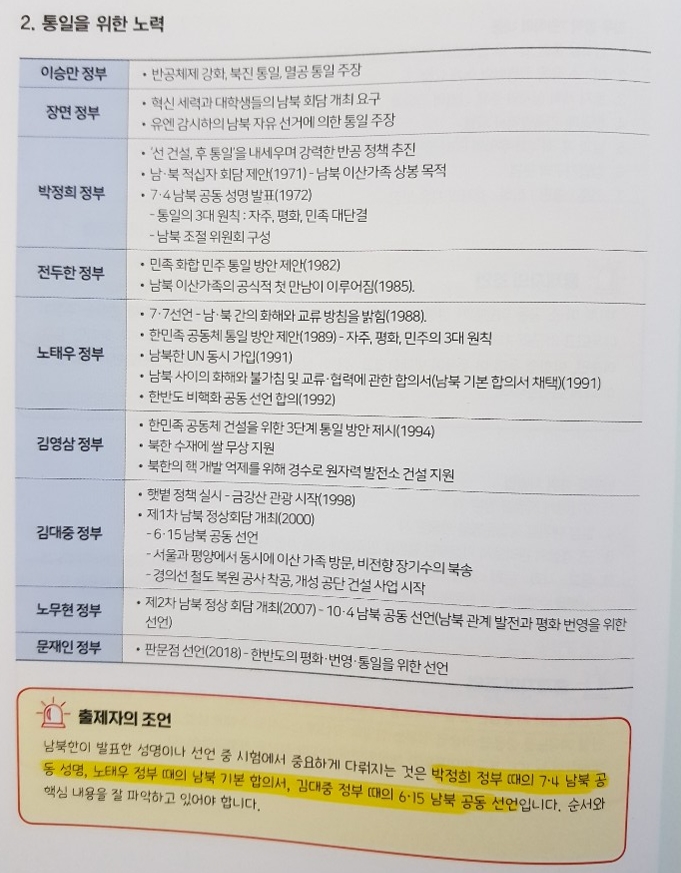 2. 통일을 위한 노력
이승만 정부
• 반공체제 강화, 북진 통일, 멸공 통일 주장
장면 정부
• 혁신 세력과 대학생들의 남북 회담 개최 요구
• 유엔 감시하의 남북 자유 선거에 의한 통일 주장
박정희 정부
• '선 건설, 후 통일'을 내세우며 강력한 반공 정책 추진
• 남·북 적십자 회담 제안(1971) - 남북 이산가족 상봉 목적
• 7·4 남북 공동 성명 발표(1972)
- 통일의 3대 원칙 : 자주, 평화, 민족 대단결
- 남북 조절 위원회 구성
전두한 정부
• 민족 화합 민주 통일 방안 제안(1982)
• 남북 이산가족의 공식적 첫 만남이 이루어짐(1985).
노태우 정부
• 7·7선언 - 남·북 간의 화해와 교류 방침을 밝힘(1988).
• 한민족 공동체 통일 방안 제안(1989) - 자주, 평화, 민주의 3대 원칙
• 남북한 UN 동시 가입(1991)
• 남북 사이의 화해와 불가침 및 교류·협력에 관한 합의서(남북 기본 합의서 채택)(1991)
• 한반도 비핵화 공동 선언 합의(1992)
김영삼 정부
• 한민족 공동체 건설을 위한 3단계 통일 방안 제시(1994)
• 북한 수재에 쌀 무상 지원
• 북한의 핵 개발 억제를 위해 경수로 원자력 발전소 건설 지원
김대중 정부
• 햇볕 정책 실시 - 금강산 관광 시작(1998)
• 제1차 남북 정상회담 개최(2000)
- 6·15 남북 공동 선언
- 서울과 평양에서 동시에 이산 가족 방문, 비전향 장기수의 북송
- 경의선 철도 복원 공사 착공, 개성 공단 건설 사업 시작
노무현 정부
• 제2차 남북 정상 회담 개최(2007) - 10·4 남북 공동 선언(남북 관계 발전과 평화 번영을 위한
선언)
문재인 정부
• 판문점 선언(2018) - 한반도의 평화·번영·통일을 위한 선언
출제자의 조언
남북한이 발표한 성명이나 선언 중 시험에서 중요하게 다뤄지는 것은 박정희 정부 때의 7·4 남북 공
동 성명, 노태우 정부 때의 남북 기본 합의서, 김대중 정부 때의 6·15 남북 공동 선언입니다. 순서와
핵심 내용을 잘 파악하고 있어야 합니다.